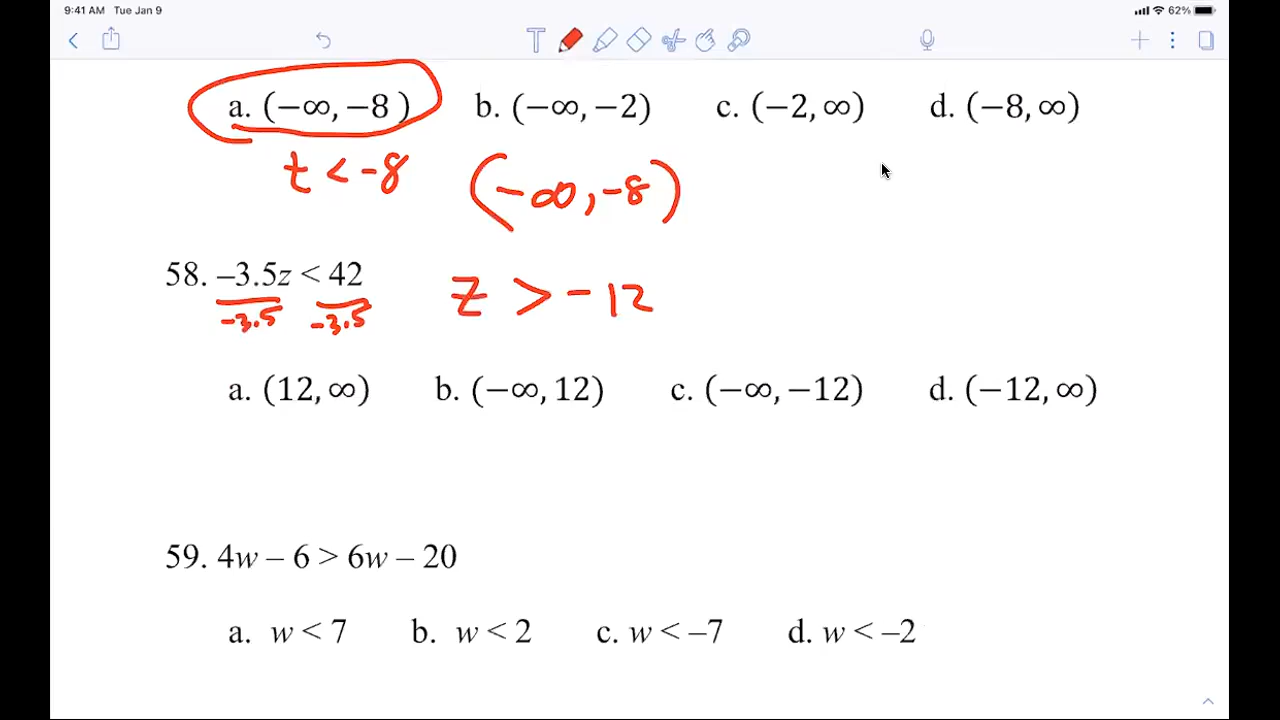 9:41 AM Tue Jan 9 62%
a. (−∞, −8 ) b. (−∞, −2) c. (−2, ∞) d. (−8, ∞)
t < -8 (-∞, -8)
58. –3.5z < 42 z > -12
-3.5 -3.5
a. (12, ∞) b. (−∞, 12) c. (−∞, −12) d. (−12, ∞)
59. 4w – 6 > 6w – 20
a. w < 7 b. w < 2 c. w < –7 d. w < –2